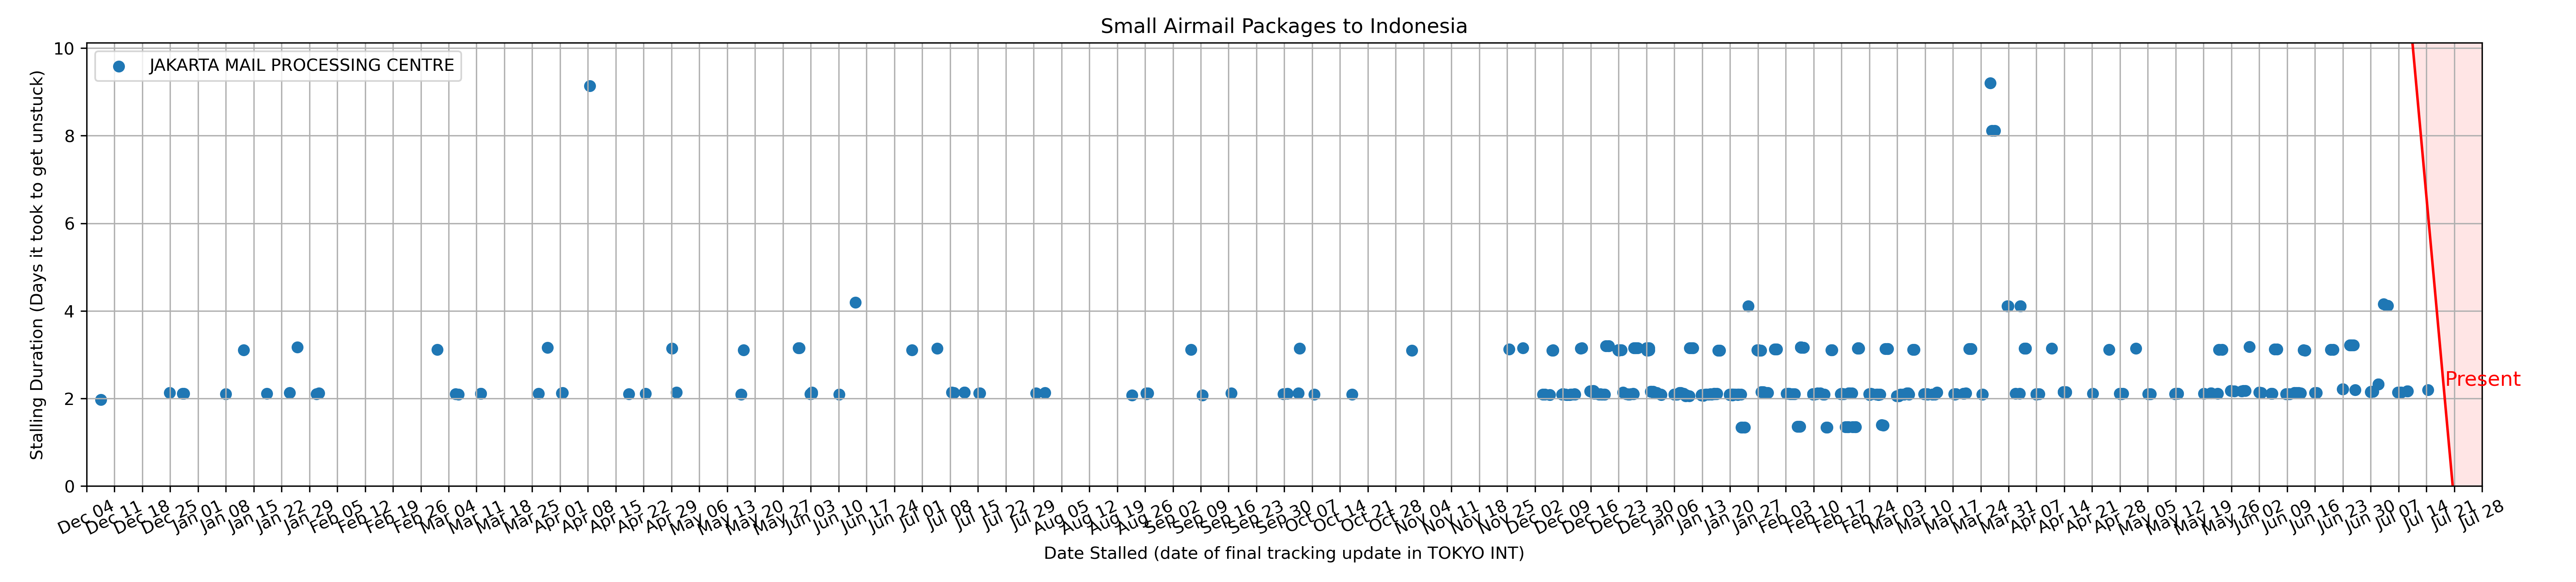 Small Airmail Packages to Indonesia
JAKARTA MAIL PROCESSING CENTRE
Stalling Duration (Days it took to get unstuck)
10
8
6
4
2
0
Present
Dec 04 Dec 11 Dec 18 Dec 25 Jan 01 Jan 08 Jan 15 Jan 22 Jan 29 Feb 05 Feb 12 Feb 19 Feb 26 Mar 04 Mar 11 Mar 18 Mar 25 Apr 01 Apr 08 Apr 15 Apr 22 Apr 29 May 06 May 13 May 20 May 27 Jun 03 Jun 10 Jun 17 Jun 24 Jul 01 Jul 08 Jul 15 Jul 22 Jul 29 Aug 05 Aug 12 Aug 19 Aug 26 Sep 02 Sep 09 Sep 16 Sep 23 Sep 30 Oct 07 Oct 14 Oct 21 Oct 28 Nov 04 Nov 11 Nov 18 Nov 25 Dec 02 Dec 09 Dec 16 Dec 23 Dec 30 Jan 06 Jan 13 Jan 20 Jan 27 Feb 03 Feb 10 Feb 17 Feb 24 Mar 03 Mar 10 Mar 17 Mar 24 Mar 31 Apr 07 Apr 14 Apr 21 Apr 28 May 05 May 12 May 19 May 26 Jun 02 Jun 09 Jun 16 Jun 23 Jun 30 Jul 07 Jul 14 Jul 21 Jul 28
Date Stalled (date of final tracking update in TOKYO INT)